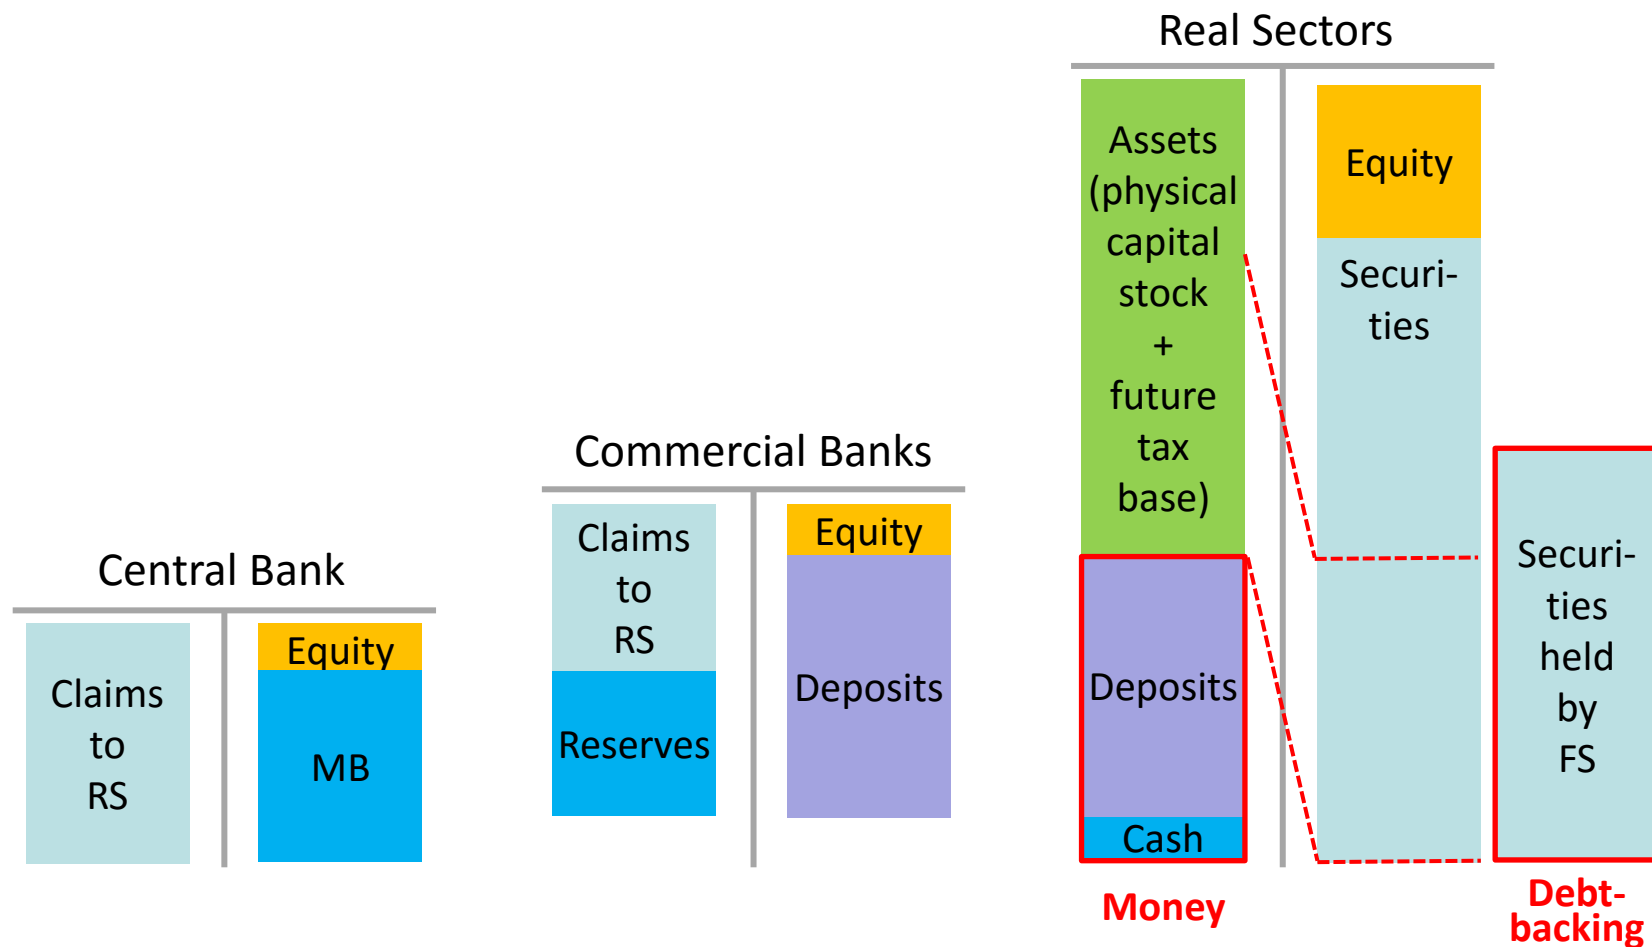 Central Bank
Claims
to
RS
Equity
MB
Commercial Banks
Claims
to
RS
Reserves
Equity
Deposits
Real Sectors
Assets
(physical
capital
stock
+
future
tax
base)
Deposits
Cash
Money
Equity
Securi-
ties
Securi-
ties
held
by
FS
Debt-
backing